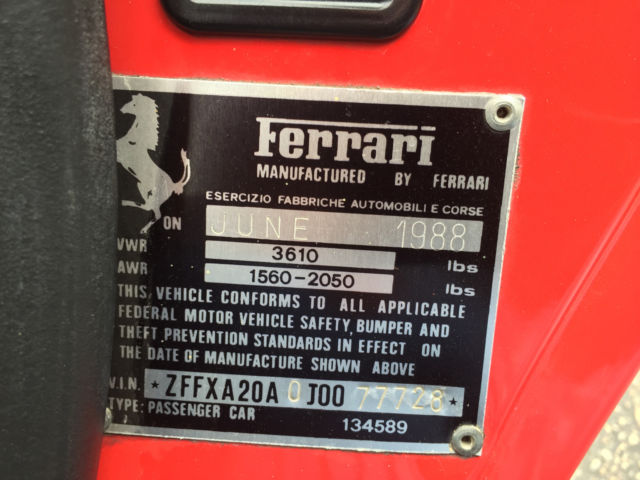 Ferrari
MANUFACTURED BY FERRARI
ESERCIZIO FABBRICHE AUTOMOBILI E CORSE
ON JUNE 1988
VWR 3610 lbs
AWR 1560-2050 lbs
THIS VEHICLE CONFORMS TO ALL APPLICABLE
FEDERAL MOTOR VEHICLE SAFETY, BUMPER AND
THEFT PREVENTION STANDARDS IN EFFECT ON
THE DATE OF MANUFACTURE SHOWN ABOVE
V.I.N. *ZFFXA20A0J0077728*
TYPE: PASSENGER CAR 134589